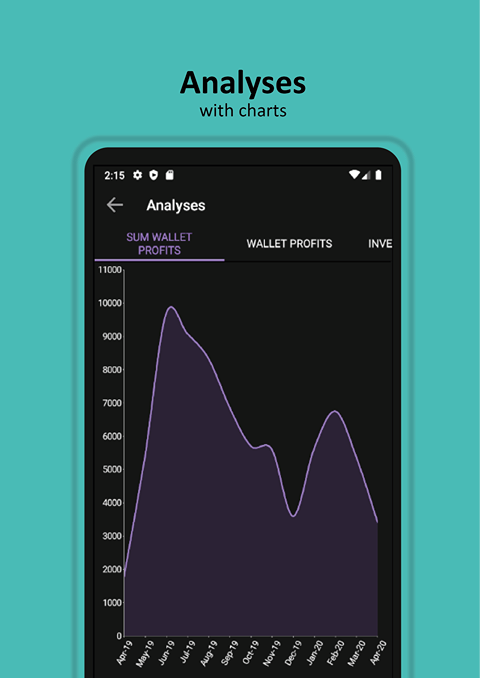 Analyses
with charts
2:15
Analyses
SUM WALLET
PROFITS
WALLET PROFITS
INVE
11000
10000
9000
8000
7000
6000
5000
4000
3000
2000
1000
0
Apr-19
May-19
Jun-19
Jul-19
Aug-19
Sep-19
Oct-19
Nov-19
Dec-19
Jan-20
Feb-20
Mar-20
Apr-20